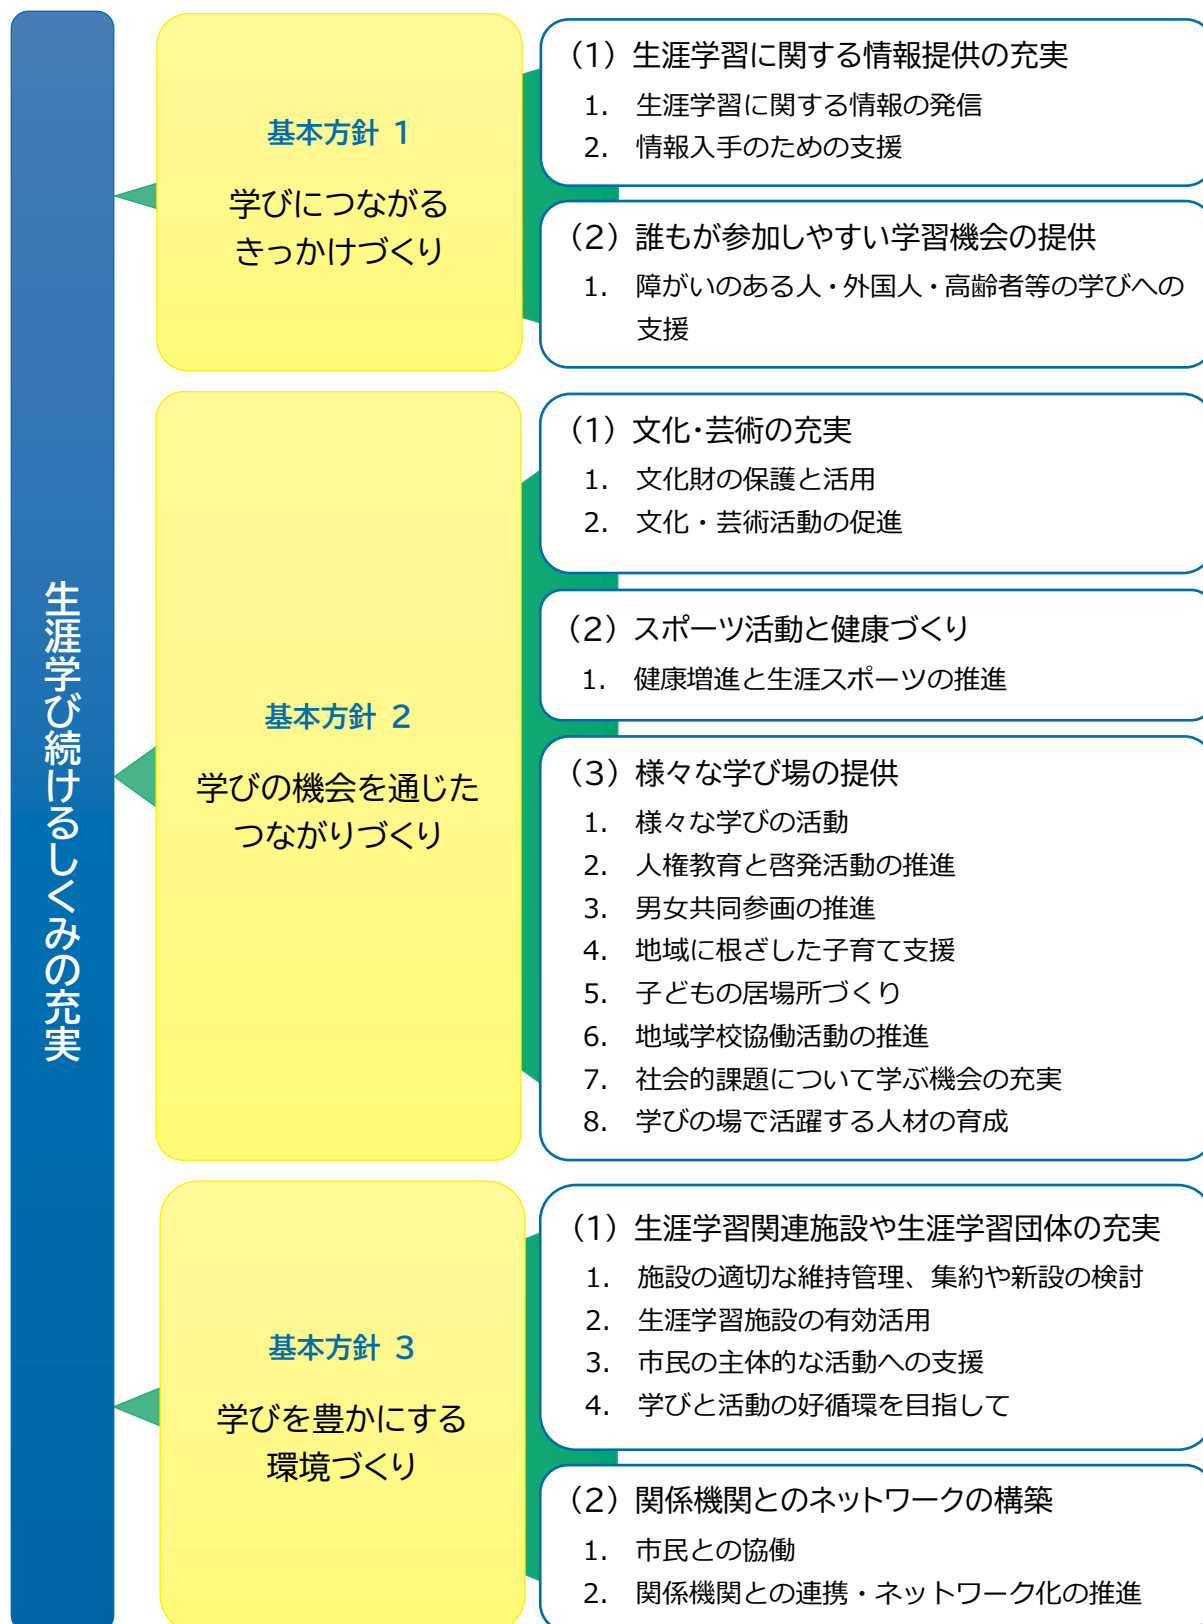 生涯学び続けるしくみの充実
基本方針 1
学びにつながる
きっかけづくり
(1) 生涯学習に関する情報提供の充実
1. 生涯学習に関する情報の発信
2. 情報入手のための支援
(2) 誰もが参加しやすい学習機会の提供
1. 障がいのある人・外国人・高齢者等の学びへの
支援
基本方針 2
学びの機会を通じた
つながりづくり
(1) 文化・芸術の充実
1. 文化財の保護と活用
2. 文化・芸術活動の促進
(2) スポーツ活動と健康づくり
1. 健康増進と生涯スポーツの推進
(3) 様々な学び場の提供
1. 様々な学びの活動
2. 人権教育と啓発活動の推進
3. 男女共同参画の推進
4. 地域に根ざした子育て支援
5. 子どもの居場所づくり
6. 地域学校協働活動の推進
7. 社会的課題について学ぶ機会の充実
8. 学びの場で活躍する人材の育成
基本方針 3
学びを豊かにする
環境づくり
(1) 生涯学習関連施設や生涯学習団体の充実
1. 施設の適切な維持管理、集約や新設の検討
2. 生涯学習施設の有効活用
3. 市民の主体的な活動への支援
4. 学びと活動の好循環を目指して
(2) 関係機関とのネットワークの構築
1. 市民との協働
2. 関係機関との連携・ネットワーク化の推進